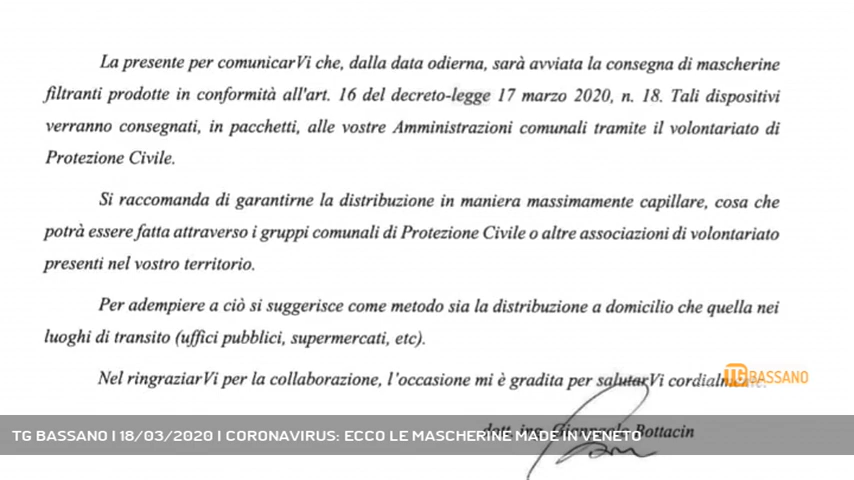 La presente per comunicarVi che, dalla data odierna, sarà avviata la consegna di mascherine
filtranti prodotte in conformità all'art. 16 del decreto-legge 17 marzo 2020, n. 18. Tali dispositivi
verranno consegnati, in pacchetti, alle vostre Amministrazioni comunali tramite il volontariato di
Protezione Civile.
Si raccomanda di garantirne la distribuzione in maniera massimamente capillare, cosa che
potrà essere fatta attraverso i gruppi comunali di Protezione Civile o altre associazioni di volontariato
presenti nel vostro territorio.
Per adempiere a ciò si suggerisce come metodo sia la distribuzione a domicilio che quella nei
luoghi di transito (uffici pubblici, supermercati, etc).
Nel ringraziarVi per la collaborazione, l'occasione mi è gradita per salutarVi
TG BASSANO
dott. ing. Bottacin
TG BASSANO | 18/03/2020 | CORONAVIRUS: ECCO LE MASCHERINE MADE IN VENETO